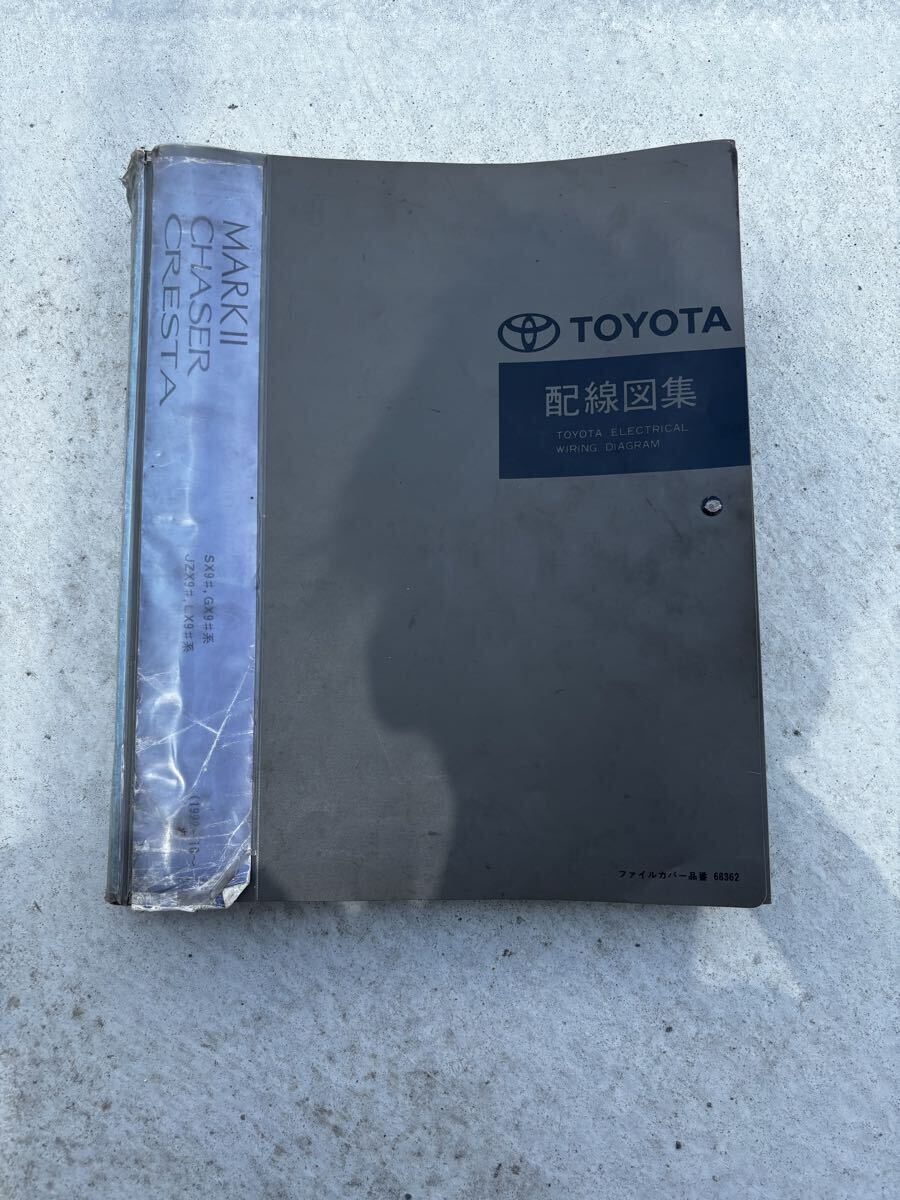 MARKII
CHASER
CRESTA
SX9#, GX9#系
JZX9#, LX9#系
TOYOTA
配線図集
TOYOTA ELECTRICAL
WIRING DIAGRAM
ファイルカバー品番 68362